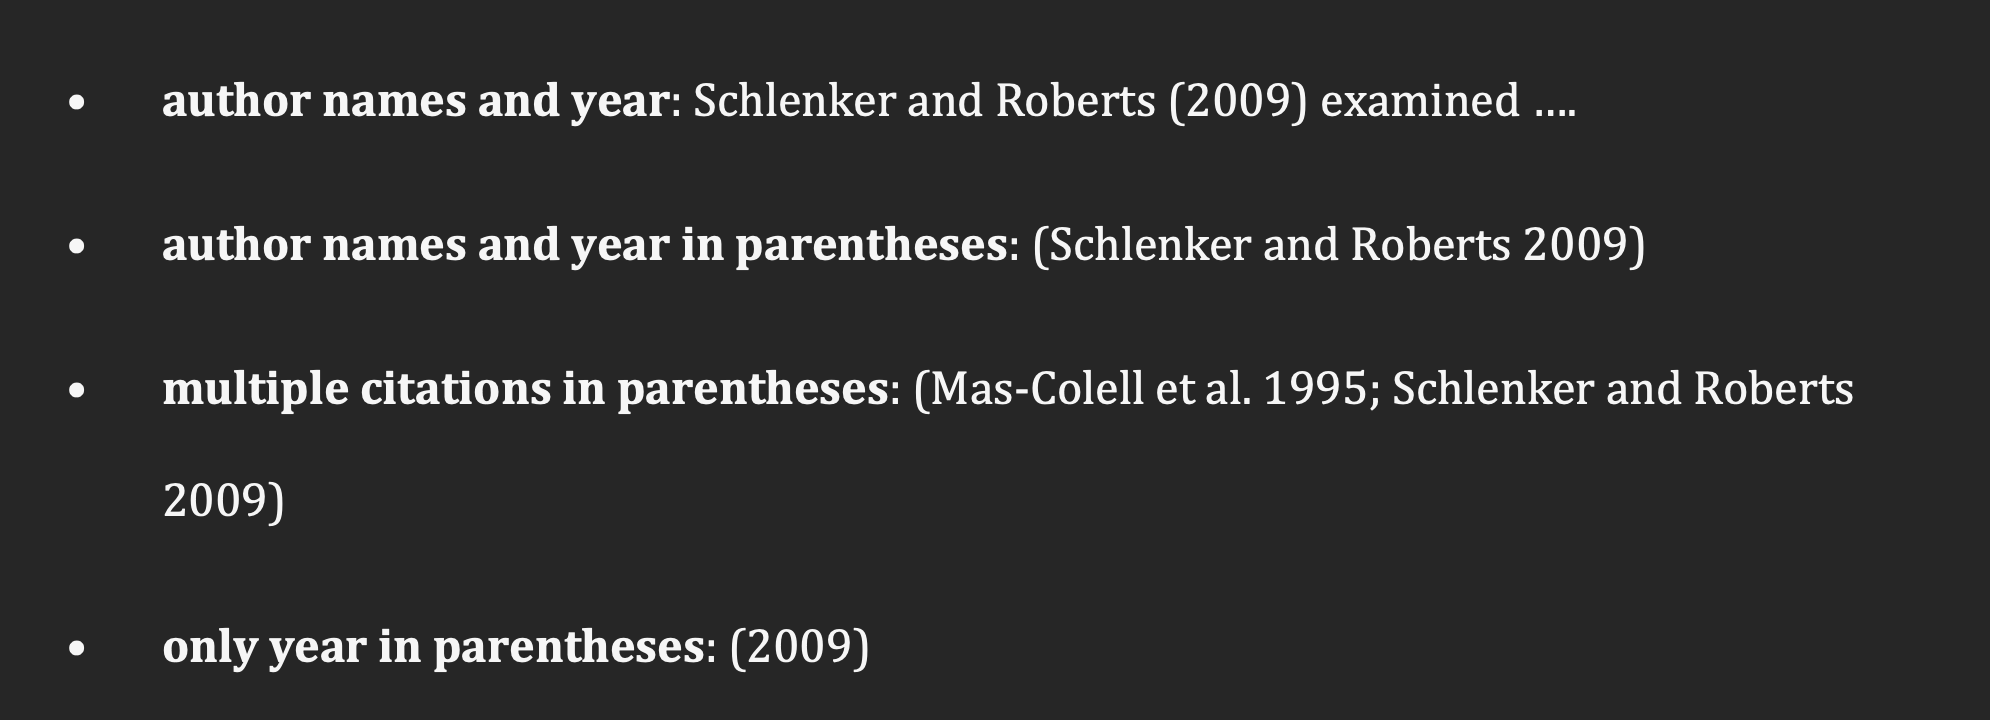 • author names and year: Schlenker and Roberts (2009) examined ....
• author names and year in parentheses: (Schlenker and Roberts 2009)
• multiple citations in parentheses: (Mas-Colell et al. 1995; Schlenker and Roberts
2009)
• only year in parentheses: (2009)